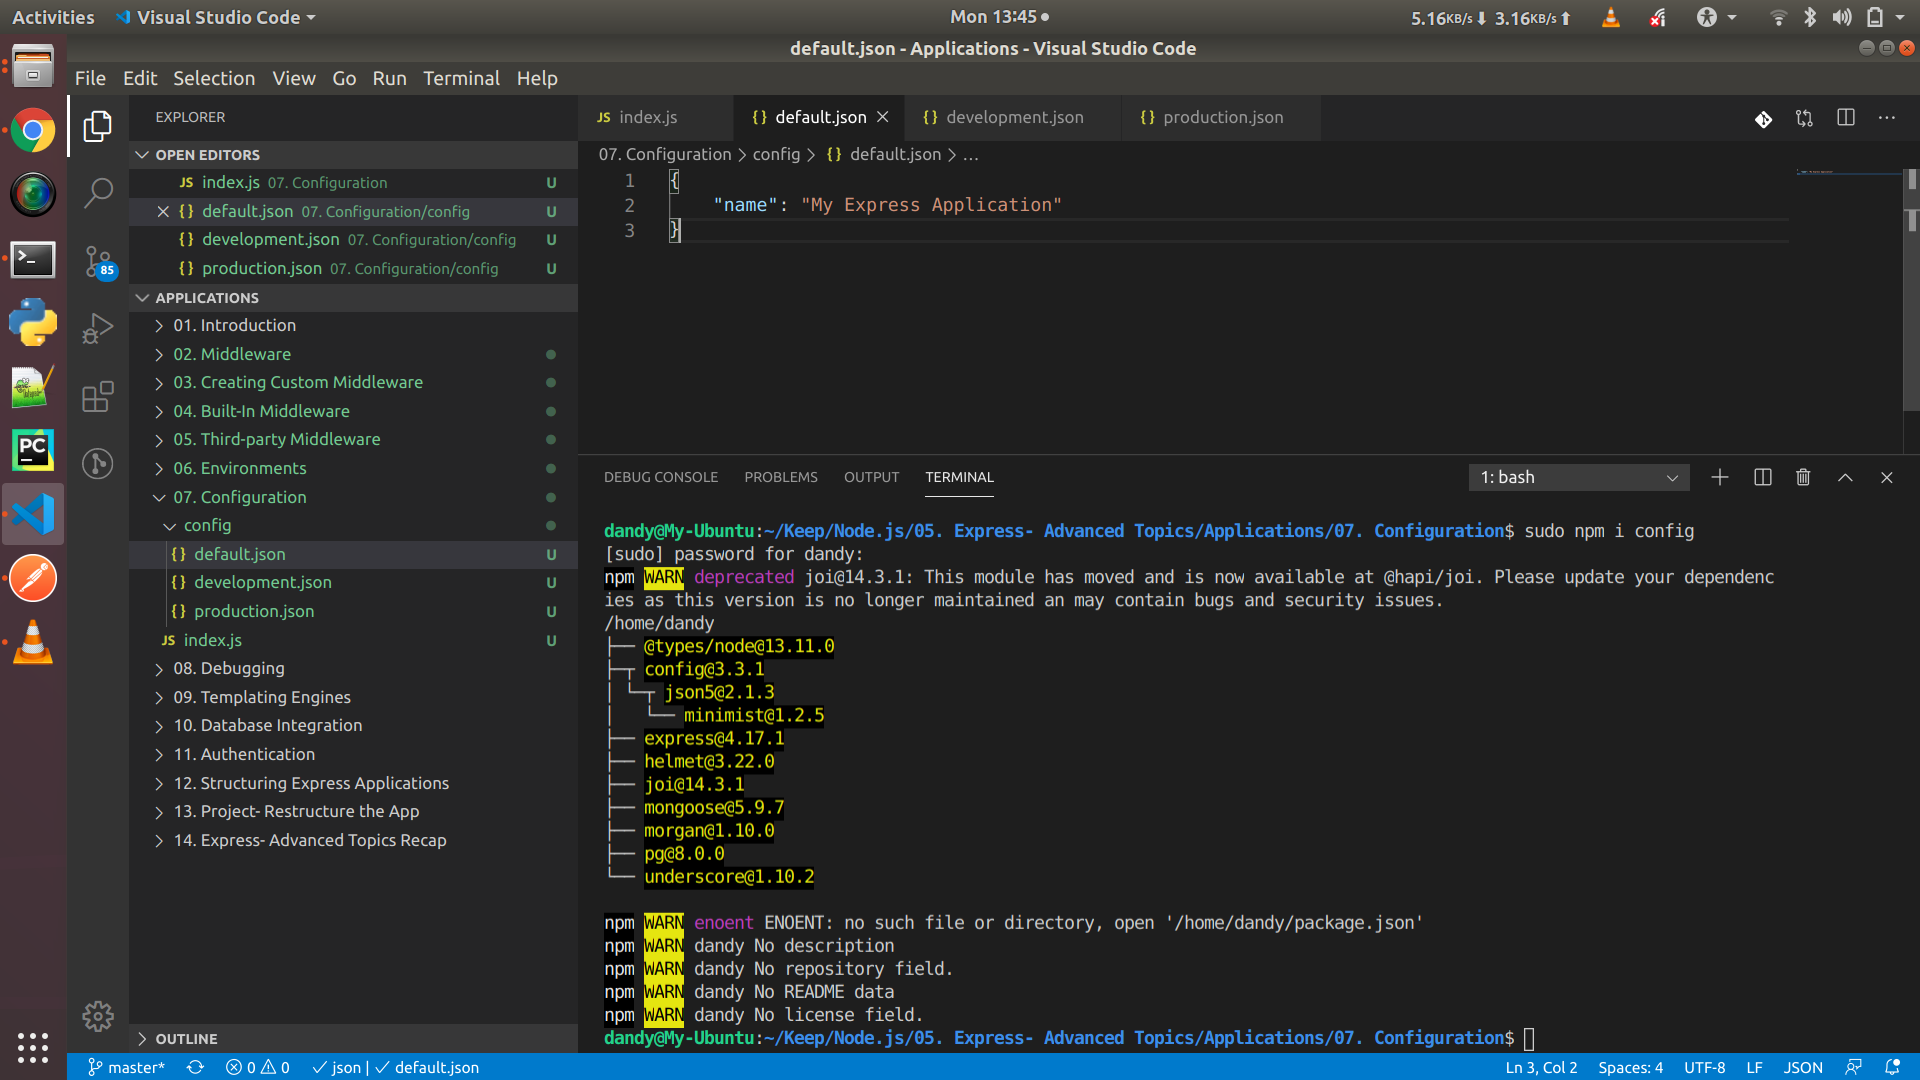 Activities
Visual Studio Code
Mon 13:45
5.16KB/s 3.16KB/s
default.json - Applications - Visual Studio Code
File Edit Selection View Go Run Terminal Help
EXPLORER
OPEN EDITORS
JS index.js 07. Configuration U
{} default.json 07. Configuration/config U
{} development.json 07. Configuration/config U
{} production.json 07. Configuration/config U
85
PC
APPLICATIONS
01. Introduction
02. Middleware
03. Creating Custom Middleware
04. Built-In Middleware
05. Third-party Middleware
06. Environments
07. Configuration
config
{} default.json U
{} development.json U
{} production.json U
JS index.js U
08. Debugging
09. Templating Engines
10. Database Integration
11. Authentication
12. Structuring Express Applications
13. Project- Restructure the App
14. Express- Advanced Topics Recap
OUTLINE
JS index.js {} default.json {} development.json {} production.json
07. Configuration > config > {} default.json > ...
1 {
2 "name": "My Express Application"
3 }
DEBUG CONSOLE PROBLEMS OUTPUT TERMINAL
1: bash
dandy@My-Ubuntu:~/Keep/Node.js/05. Express- Advanced Topics/Applications/07. Configuration$ sudo npm i config
[sudo] password for dandy:
npm WARN deprecated joi@14.3.1: This module has moved and is now available at @hapi/joi. Please update your dependenc
ies as this version is no longer maintained an may contain bugs and security issues.
/home/dandy
├── @types/node@13.11.0
├─┬ config@3.3.1
│ └─┬ json5@2.1.3
│   └── minimist@1.2.5
├── express@4.17.1
├── helmet@3.22.0
├── joi@14.3.1
├── mongoose@5.9.7
├── morgan@1.10.0
├── pg@8.0.0
└── underscore@1.10.2
npm WARN enoent ENOENT: no such file or directory, open '/home/dandy/package.json'
npm WARN dandy No description
npm WARN dandy No repository field.
npm WARN dandy No README data
npm WARN dandy No license field.
dandy@My-Ubuntu:~/Keep/Node.js/05. Express- Advanced Topics/Applications/07. Configuration$
master* 0 0 json | default.json
Ln 3, Col 2 Spaces: 4 UTF-8 LF JSON